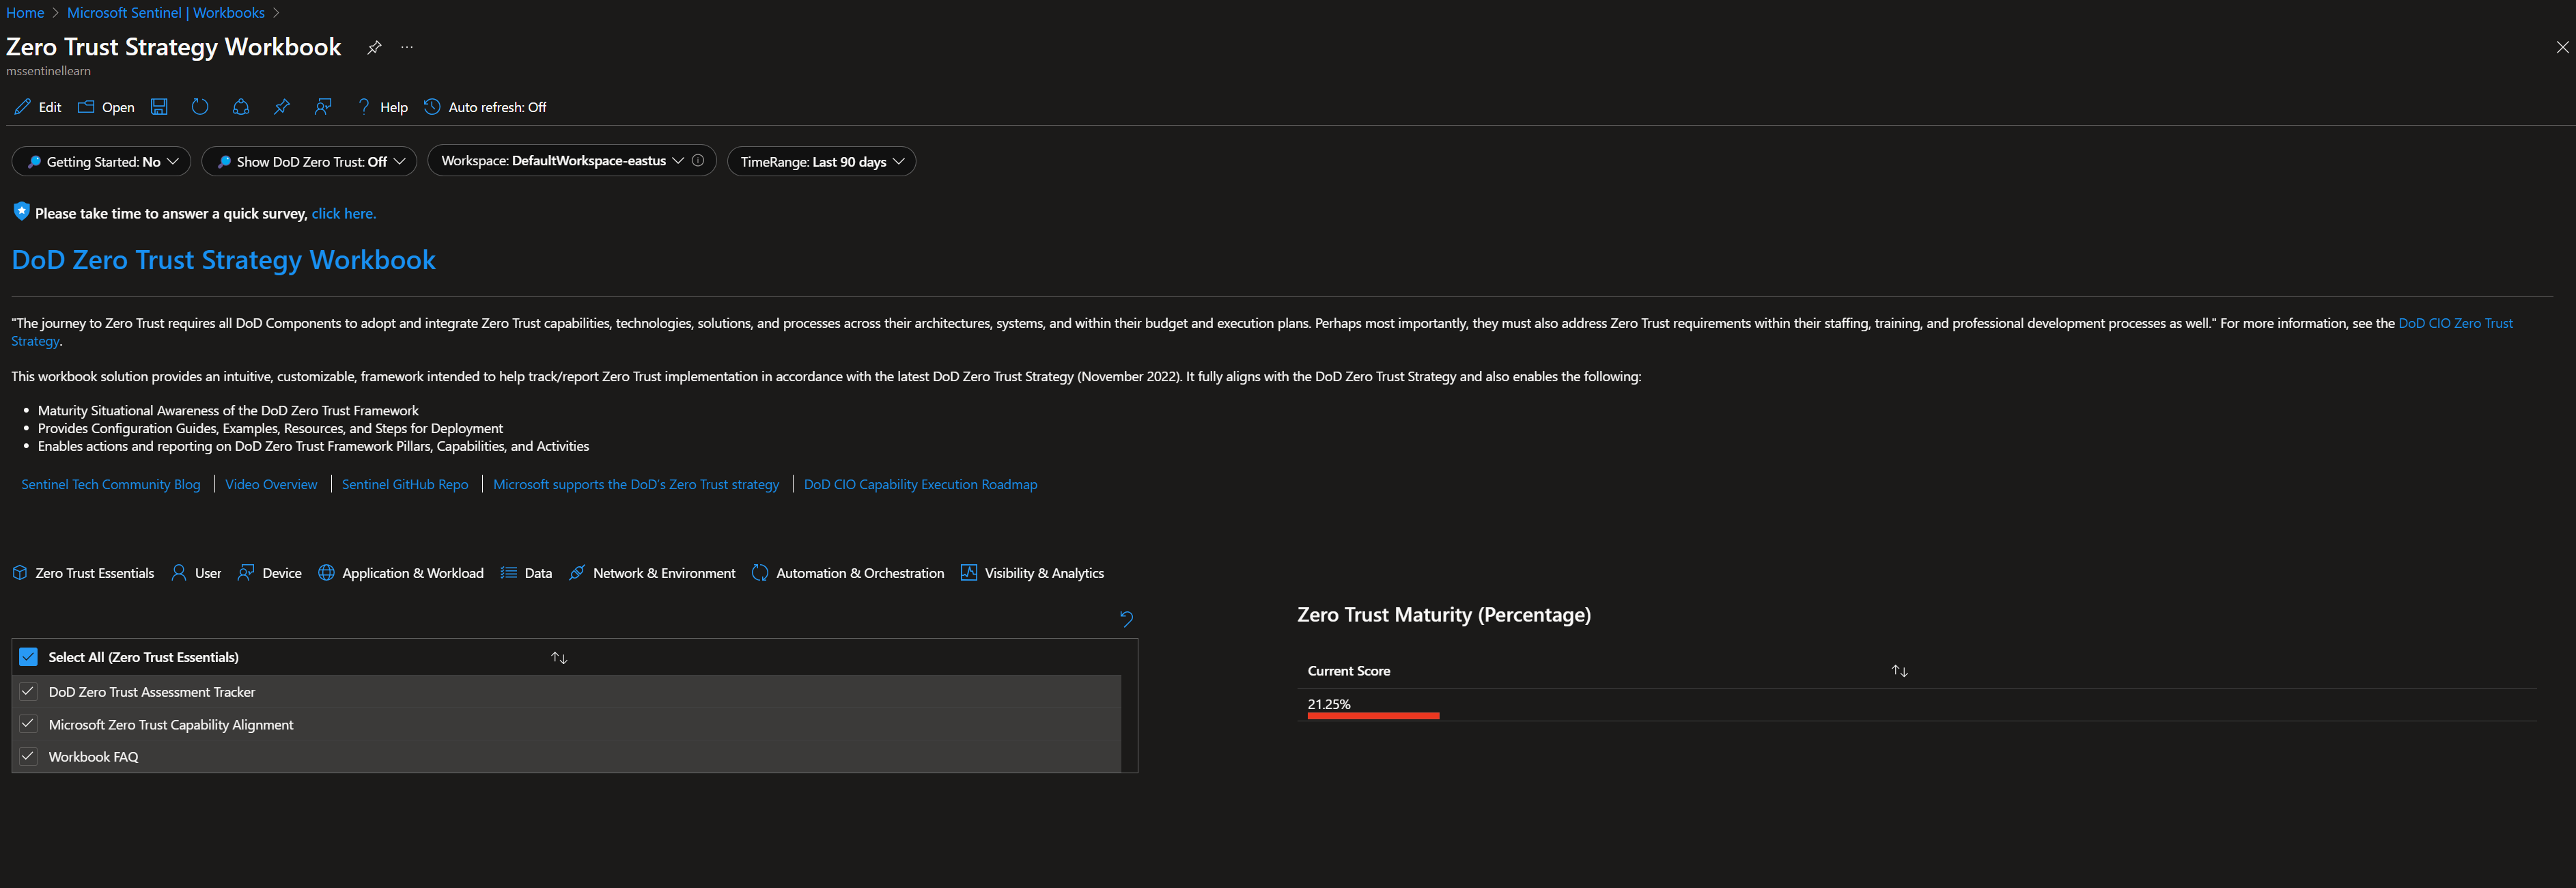 Home > Microsoft Sentinel | Workbooks >
Zero Trust Strategy Workbook ...
mssentinellearn
Edit Open Help Auto refresh: Off
Getting Started: No Show DoD Zero Trust: Off Workspace: DefaultWorkspace-eastus TimeRange: Last 90 days
Please take time to answer a quick survey, click here.
DoD Zero Trust Strategy Workbook
"The journey to Zero Trust requires all DoD Components to adopt and integrate Zero Trust capabilities, technologies, solutions, and processes across their architectures, systems, and within their budget and execution plans. Perhaps most importantly, they must also address Zero Trust requirements within their staffing, training, and professional development processes as well." For more information, see the DoD CIO Zero Trust
Strategy.
This workbook solution provides an intuitive, customizable, framework intended to help track/report Zero Trust implementation in accordance with the latest DoD Zero Trust Strategy (November 2022). It fully aligns with the DoD Zero Trust Strategy and also enables the following:
• Maturity Situational Awareness of the DoD Zero Trust Framework
• Provides Configuration Guides, Examples, Resources, and Steps for Deployment
• Enables actions and reporting on DoD Zero Trust Framework Pillars, Capabilities, and Activities
Sentinel Tech Community Blog | Video Overview | Sentinel GitHub Repo | Microsoft supports the DoD's Zero Trust strategy | DoD CIO Capability Execution Roadmap
Zero Trust Essentials User Device Application & Workload Data Network & Environment Automation & Orchestration Visibility & Analytics
Select All (Zero Trust Essentials)
DoD Zero Trust Assessment Tracker
Microsoft Zero Trust Capability Alignment
Workbook FAQ
Zero Trust Maturity (Percentage)
Current Score
21.25%